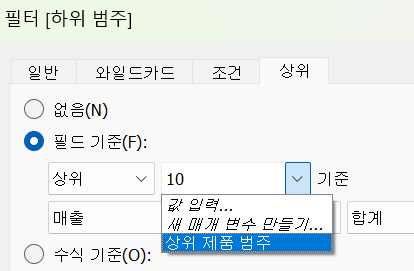 필터 [하위 범주]
일반 와일드카드 조건 상위
없음(N)
필드 기준(F):
상위 10 기준
값 입력...
매출 새 매개 변수 만들기... 합계
상위 제품 범주
수식 기준(O):